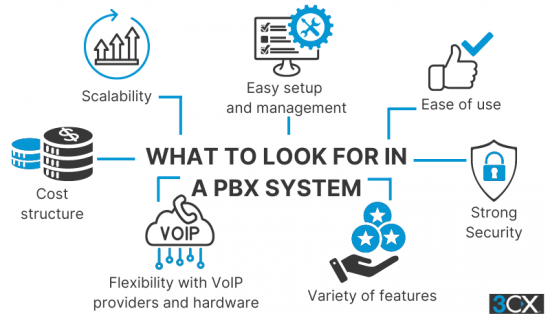 Scalability
Easy setup
and management
Ease of use
Cost
structure
WHAT TO LOOK FOR IN
A PBX SYSTEM
Strong
Security
VOIP
Flexibility with VoIP
providers and hardware
$
Variety of features
3CX